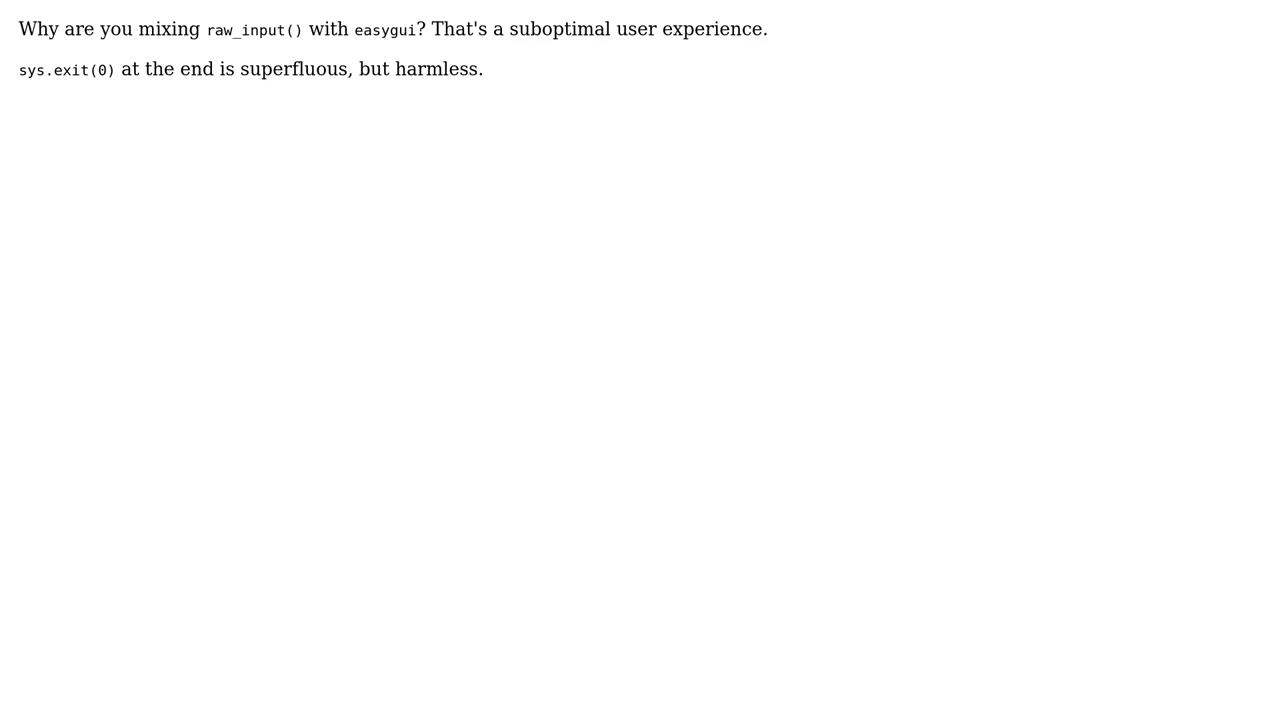 Why are you mixing raw_input() with easygui? That's a suboptimal user experience.
sys.exit(0) at the end is superfluous, but harmless.